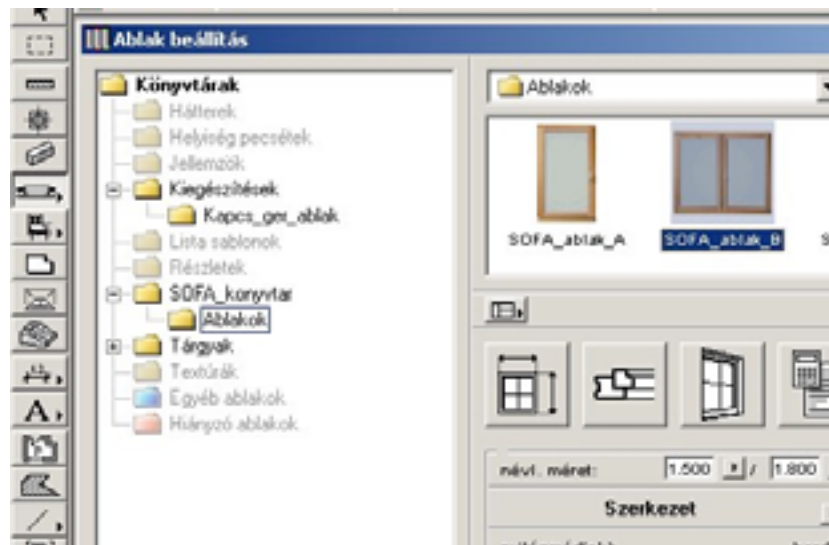 Ablak beállítás
Könyvtárak
Hátterek
Helyiség pecsétek
Jellemzök
Kiegészítések
Kapcs_ger_ablak
Lista sablonok
Részletek
SOFA_konyvtar
Ablakok
Tárgyak
Textúrák
Egyéb ablakok
Hiányzó ablakok
Ablakok
SOFA_ablak_A
SOFA_ablak_B
névl. méret: 1.500 / 1.800
Szerkezet
A